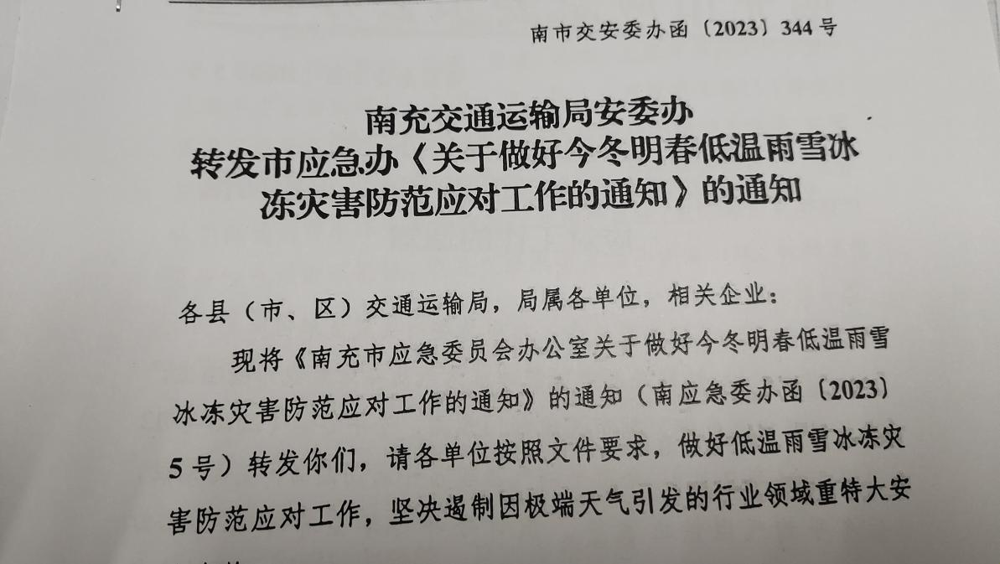 南市交安委办函〔2023〕344号
南充交通运输局安委办
转发市应急办《关于做好今冬明春低温雨雪冰
冻灾害防范应对工作的通知》的通知
各县（市、区）交通运输局，局属各单位，相关企业：
现将《南充市应急委员会办公室关于做好今冬明春低温雨雪
冰冻灾害防范应对工作的通知》的通知（南应急委办函〔2023〕
5号）转发你们，请各单位按照文件要求，做好低温雨雪冰冻灾
害防范应对工作，坚决遏制因极端天气引发的行业领域重特大安